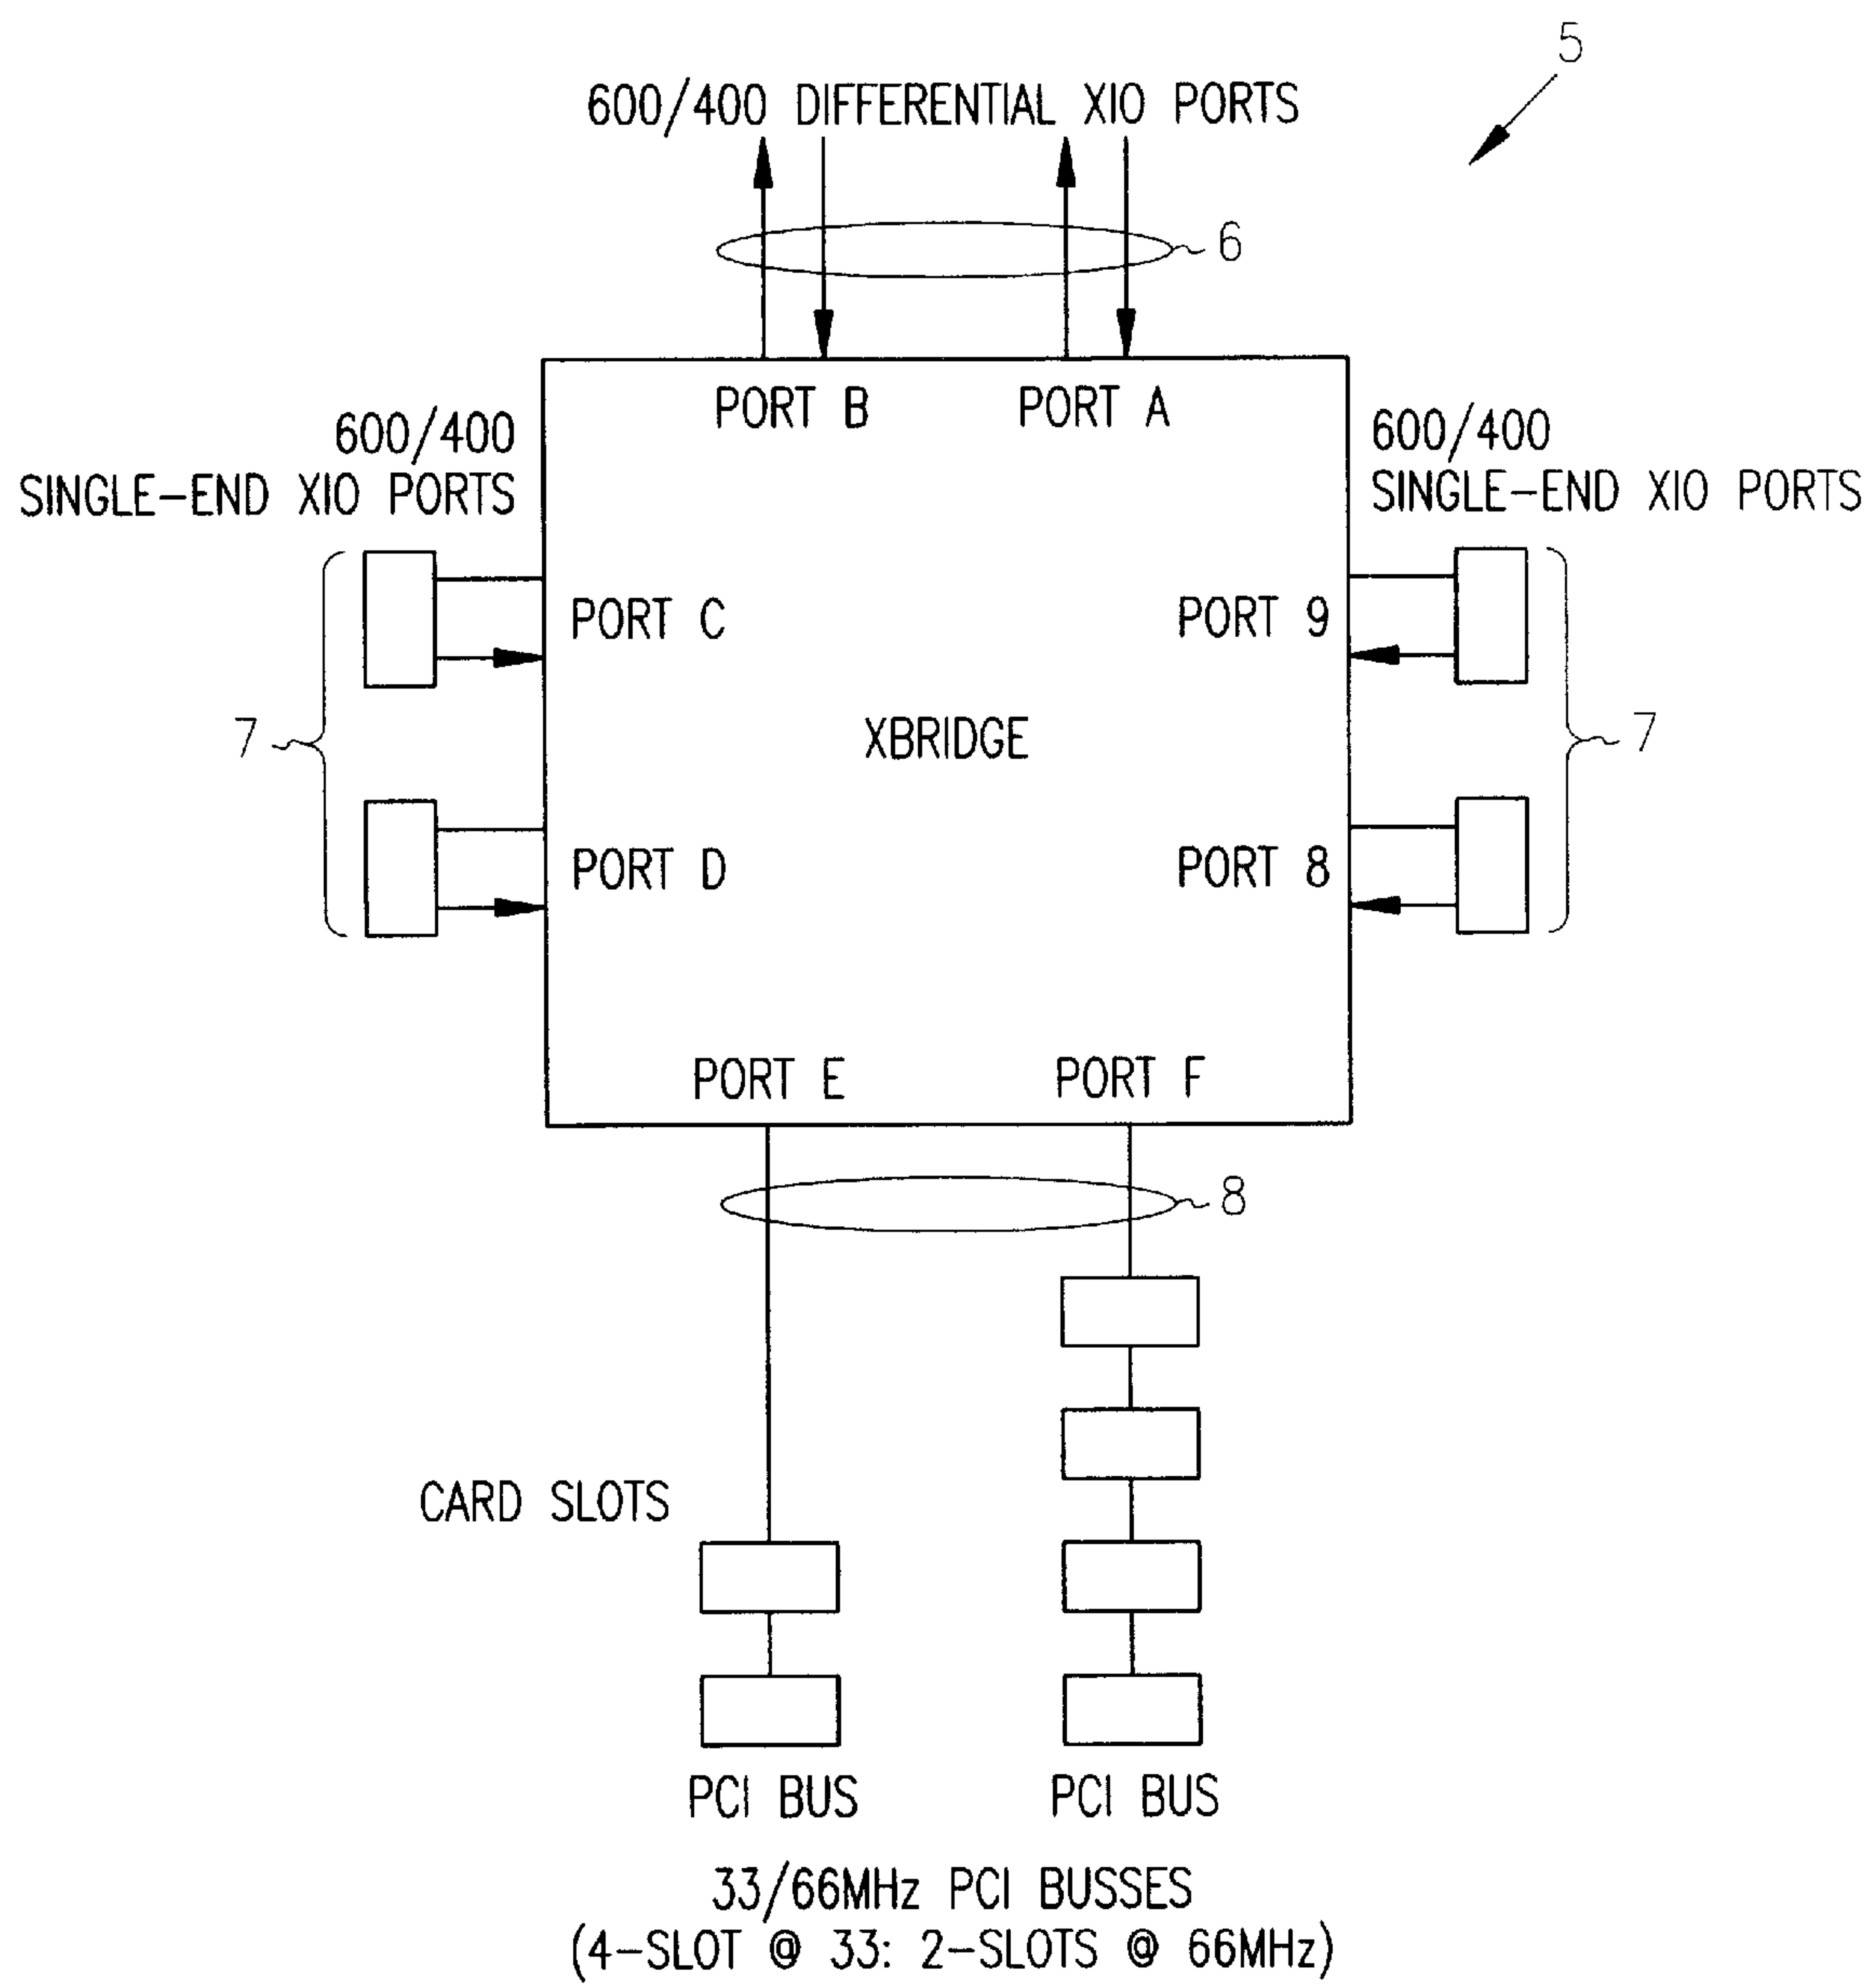 5
600/400 DIFFERENTIAL XIO PORTS
6
PORT B
PORT A
600/400
SINGLE-END XIO PORTS
600/400
SINGLE-END XIO PORTS
PORT C
PORT 9
7
XBRIDGE
7
PORT D
PORT 8
PORT E
PORT F
8
CARD SLOTS
PCI BUS
PCI BUS
33/66MHz PCI BUSSES
(4-SLOT @ 33: 2-SLOTS @ 66MHz)